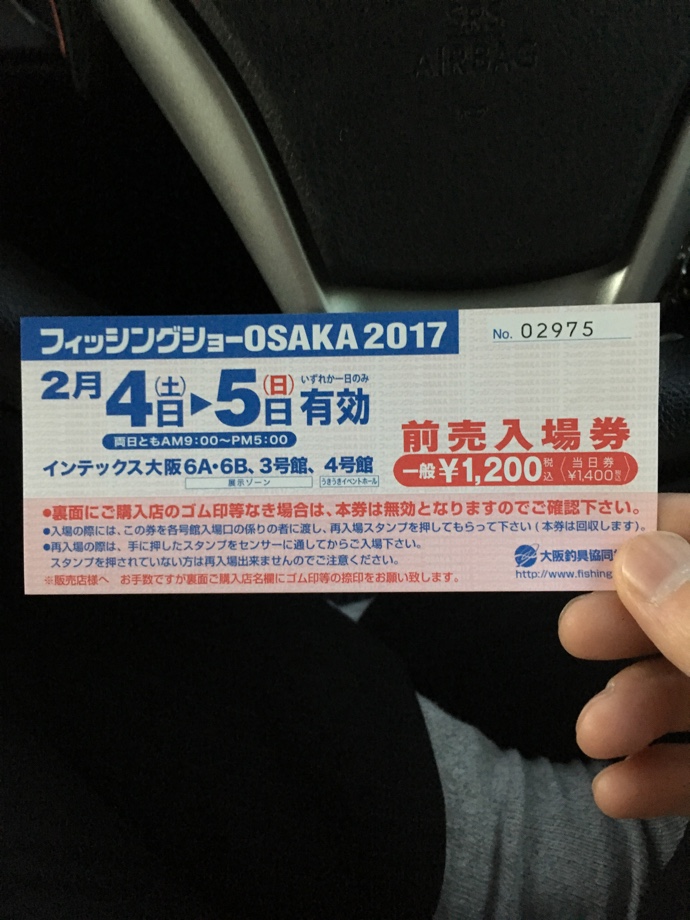 SRS
AIRBAG
フィッシングショーOSAKA 2017
No. 02975
2月4日(土)▶5日(日)いずれか一日のみ有効
両日ともAM9:00〜PM5:00
インテックス大阪6A・6B、3号館、4号館
展示ゾーン
うきうきイベントホール
前売入場券
一般¥1,200税込
当日券¥1,400税込
●裏面にご購入店のゴム印等なき場合は、本券は無効となりますのでご確認下さい。
●入場の際には、この券を各号館入場口の係りの者に渡し、再入場スタンプを押してもらって下さい(本券は回収します)。
●再入場の際は、手に押したスタンプをセンサーに通してからご入場下さい。
スタンプを押されていない方は再入場出来ませんのでご注意ください。
※販売店様へ お手数ですが裏面ご購入店名欄にゴム印等の捺印をお願い致します。
大阪釣具協同
http://www.fishing